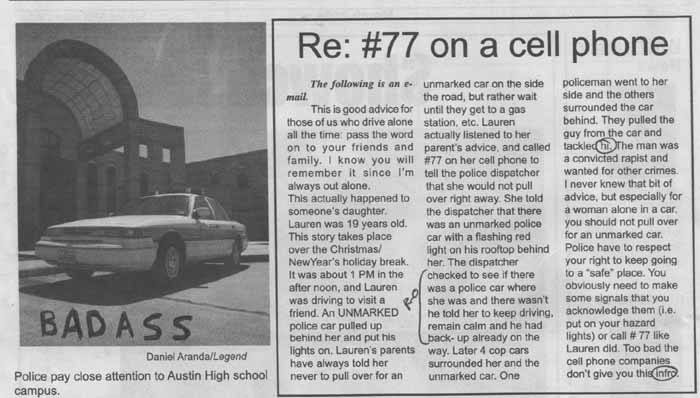 BADASS
Daniel Aranda/Legend
Police pay close attention to Austin High school
campus.
Re: #77 on a cell phone
The following is an e-
mail.
This is good advice for
those of us who drive alone
all the time: pass the word
on to your friends and
family. I know you will
remember it since I'm
always out alone.
This actually happened to
someone's daughter.
Lauren was 19 years old.
This story takes place
over the Christmas/
NewYear's holiday break.
It was about 1 PM in the
after noon, and Lauren
was driving to visit a
friend. An UNMARKED
police car pulled up
behind her and put his
lights on. Lauren's parents
have always told her
never to pull over for an
unmarked car on the side
the road, but rather wait
until they get to a gas
station, etc. Lauren
actually listened to her
parent's advice, and called
#77 on her cell phone to
tell the police dispatcher
that she would not pull
over right away. She told
the dispatcher that there
was an unmarked police
car with a flashing red
light on his rooftop behind
her. The dispatcher
checked to see if there
was a police car where
she was and there wasn't
he told her to keep driving,
remain calm and he had
back- up already on the
way. Later 4 cop cars
surrounded her and the
unmarked car. One
RO
policeman went to her
side and the others
surrounded the car
behind. They pulled the
guy from the car and
tackled hi. The man was
a convicted rapist and
wanted for other crimes.
I never knew that bit of
advice, but especially for
a woman alone in a car,
you should not pull over
for an unmarked car.
Police have to respect
your right to keep going
to a "safe" place. You
obviously need to make
some signals that you
acknowledge them (i.e.
put on your hazard
lights) or call # 77 like
Lauren did. Too bad the
cell phone companies
don't give you this infro.